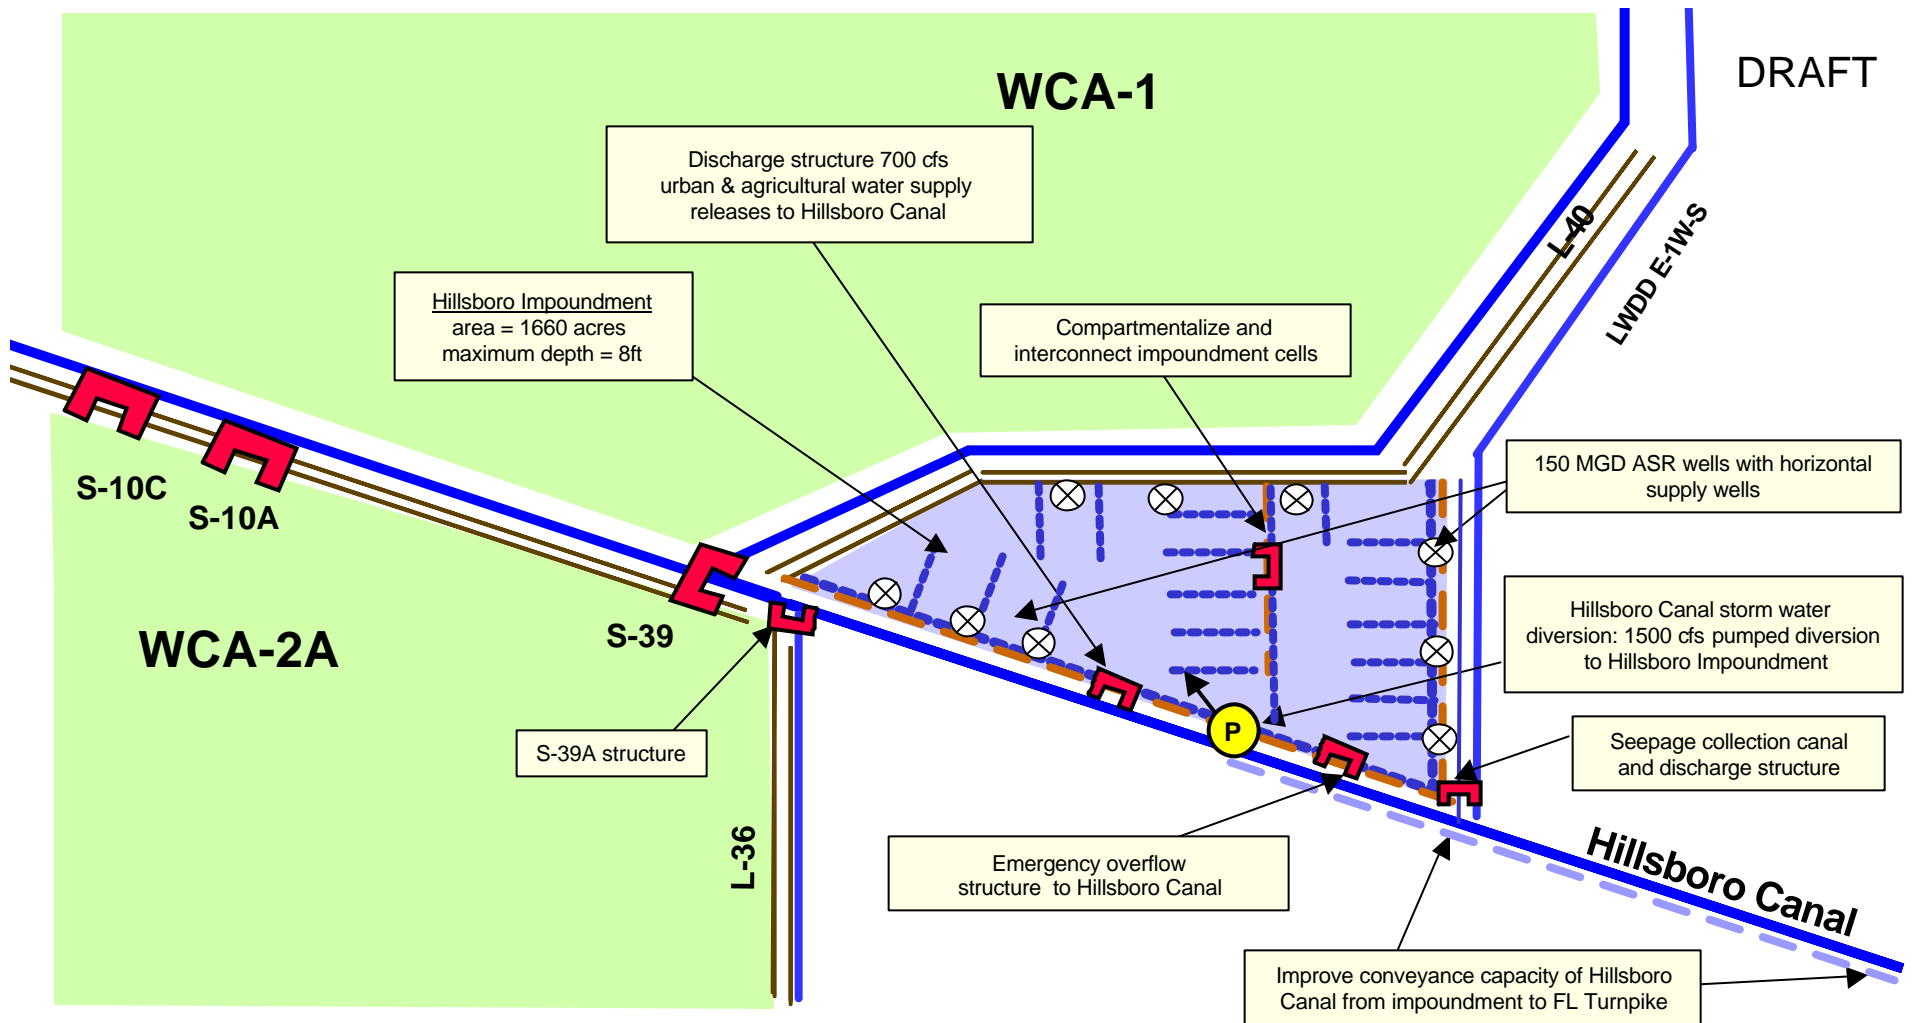 DRAFT
WCA-1
Discharge structure 700 cfs
urban & agricultural water supply
releases to Hillsboro Canal
L-40
LWDD E-1W-S
Hillsboro Impoundment
area = 1660 acres
maximum depth = 8ft
Compartmentalize and
interconnect impoundment cells
S-10C
S-10A
150 MGD ASR wells with horizontal
supply wells
S-39
WCA-2A
Hillsboro Canal storm water
diversion: 1500 cfs pumped diversion
to Hillsboro Impoundment
S-39A structure
P
Seepage collection canal
and discharge structure
L-36
Emergency overflow
structure to Hillsboro Canal
Hillsboro Canal
Improve conveyance capacity of Hillsboro
Canal from impoundment to FL Turnpike